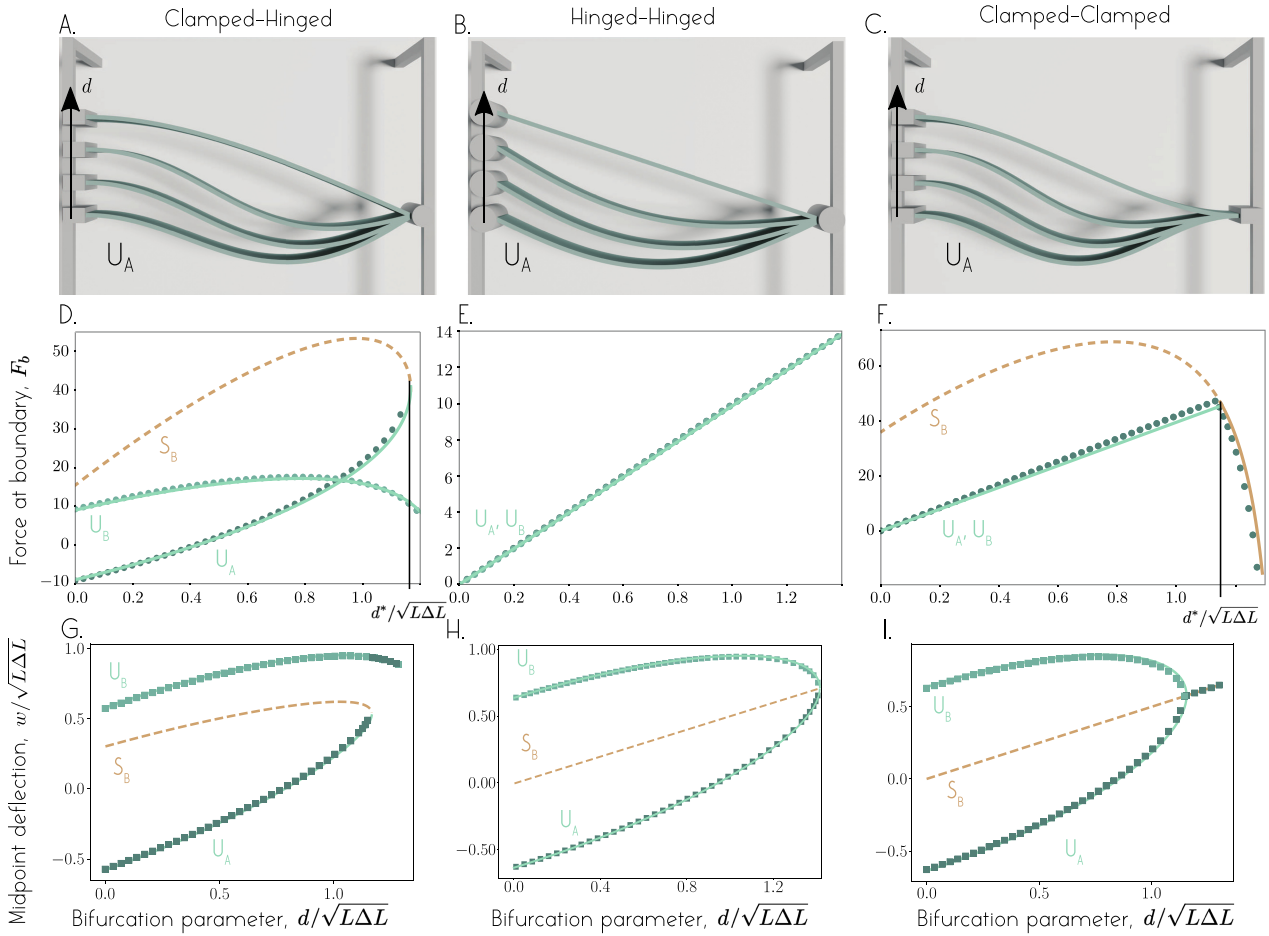 Clamped–Hinged
Hinged–Hinged
Clamped–Clamped
A.
B.
C.
d
d
d
U_A
U_A
U_A
D.
E.
F.
Force at boundary, F_b
50
40
30
20
10
0
−10
S_B
U_B
U_A
0.0 0.2 0.4 0.6 0.8 1.0
d*/√LΔL
14
12
10
8
6
4
2
0
U_A, U_B
0.0 0.2 0.4 0.6 0.8 1.0 1.2
60
40
20
0
S_B
U_A, U_B
0.0 0.2 0.4 0.6 0.8 1.0
d*/√LΔL
G.
H.
I.
Midpoint deflection, w/√LΔL
1.0
0.5
0.0
−0.5
U_B
S_B
U_A
0.0 0.5 1.0
Bifurcation parameter, d/√LΔL
1.00
0.50
0.00
−0.50
U_B
S_B
U_A
0.0 0.4 0.8 1.2
Bifurcation parameter, d/√LΔL
0.5
0.0
−0.5
U_B
S_B
U_A
0.0 0.5 1.0
Bifurcation parameter, d/√LΔL